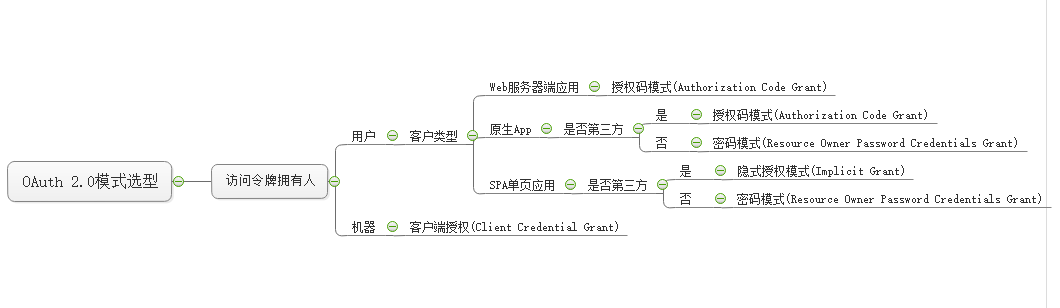 OAuth 2.0模式选型
访问令牌拥有人
用户
客户类型
Web服务器端应用
授权码模式(Authorization Code Grant)
原生App
是否第三方
是
授权码模式(Authorization Code Grant)
否
密码模式(Resource Owner Password Credentials Grant)
SPA单页应用
是否第三方
是
隐式授权模式(Implicit Grant)
否
密码模式(Resource Owner Password Credentials Grant)
机器
客户端授权(Client Credential Grant)